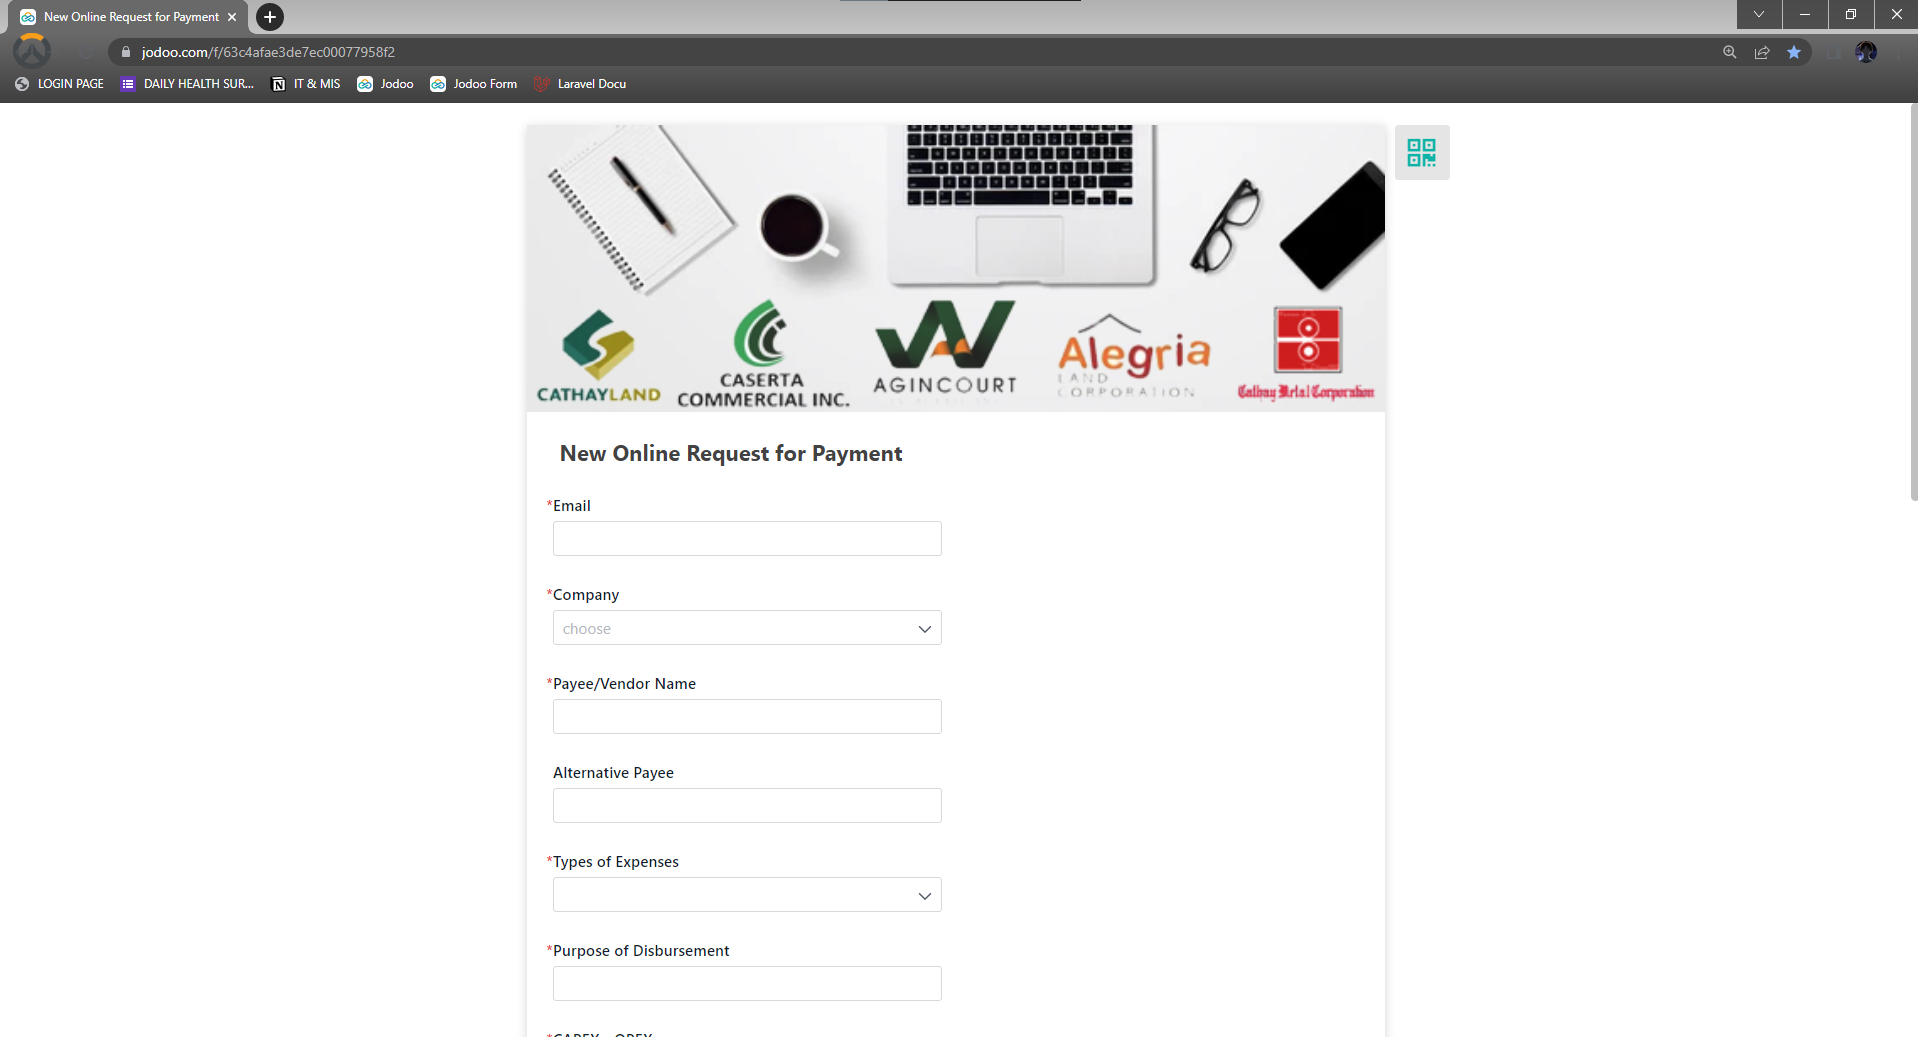 New Online Request for Payment
jodoo.com/f/63c4afae3de7ec00077958f2
LOGIN PAGE
DAILY HEALTH SUR...
IT & MIS
Jodoo
Jodoo Form
Laravel Docu
CATHAYLAND
CASERTA
COMMERCIAL INC.
AGINCOURT
Alegria
LAND
CORPORATION
Cathay Metal Corporation
New Online Request for Payment
*Email
*Company
choose
*Payee/Vendor Name
Alternative Payee
*Types of Expenses
*Purpose of Disbursement